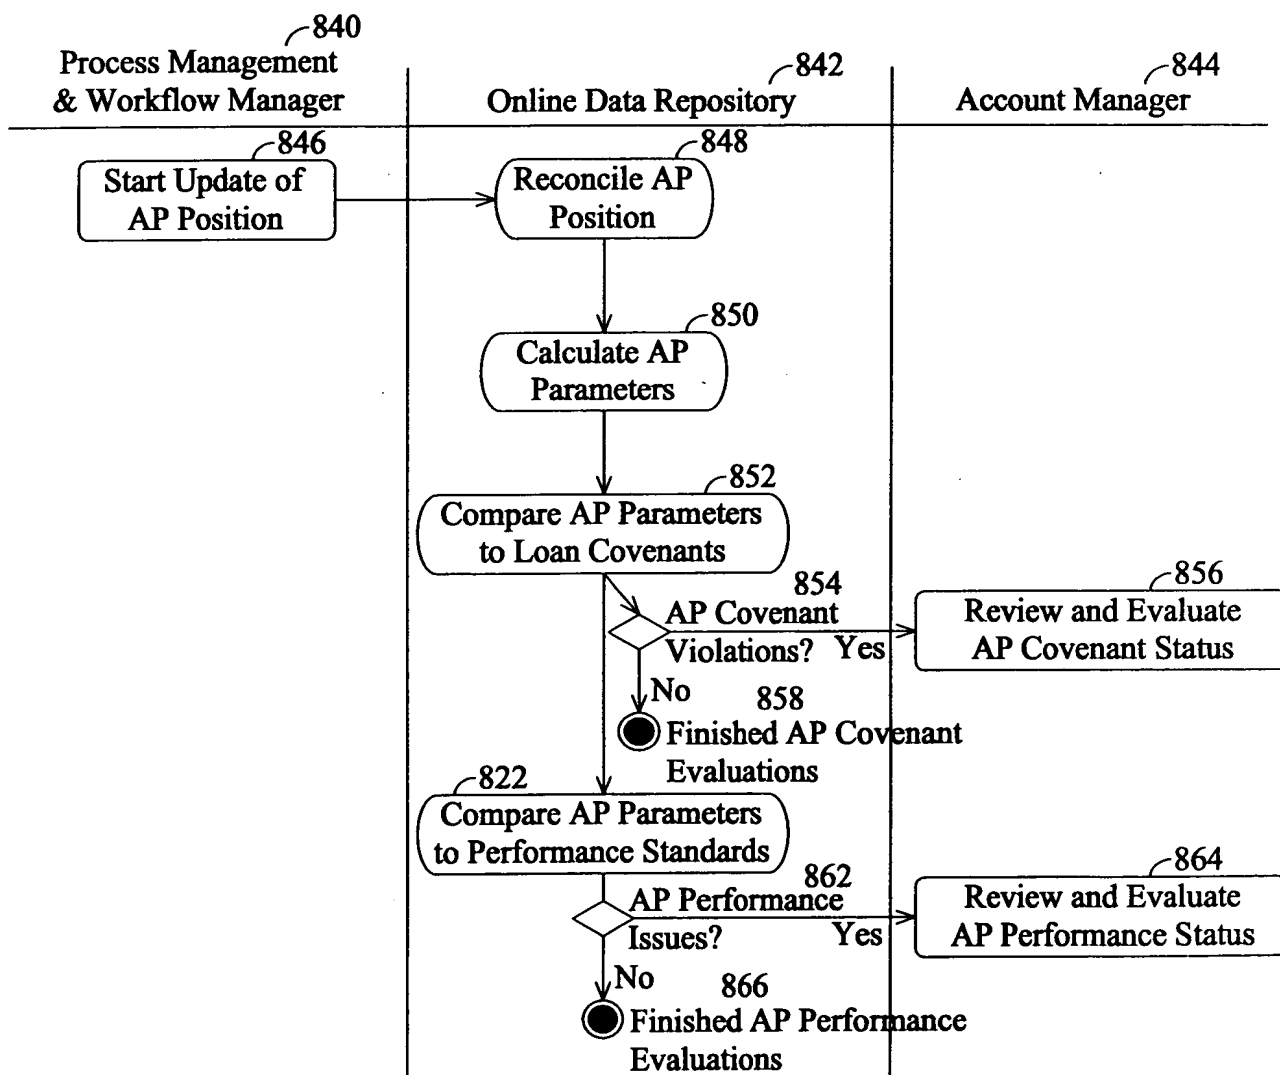 840
Process Management
& Workflow Manager
842
Online Data Repository
844
Account Manager
846
Start Update of
AP Position
848
Reconcile AP
Position
850
Calculate AP
Parameters
852
Compare AP Parameters
to Loan Covenants
854
AP Covenant
Violations? Yes
No
856
Review and Evaluate
AP Covenant Status
858
Finished AP Covenant
Evaluations
822
Compare AP Parameters
to Performance Standards
862
AP Performance
Issues? Yes
No
864
Review and Evaluate
AP Performance Status
866
Finished AP Performance
Evaluations